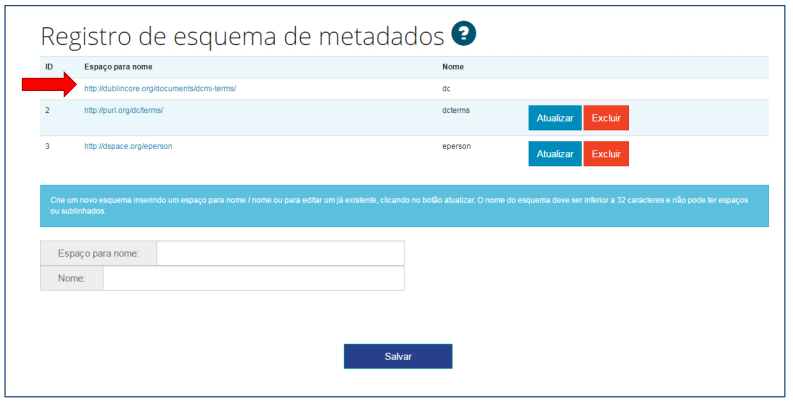 Registro de esquema de metadados ?
ID Espaço para nome Nome
http://dublincore.org/documents/dcmi-terms/ dc
2 http://purl.org/dc/terms/ dcterms Atualizar Excluir
3 http://dspace.org/eperson eperson Atualizar Excluir
Crie um novo esquema inserindo um espaço para nome / nome ou para editar um já existente, clicando no botão atualizar. O nome do esquema deve ser inferior a 32 caracteres e não pode ter espaços
ou sublinhados.
Espaço para nome:
Nome:
Salvar